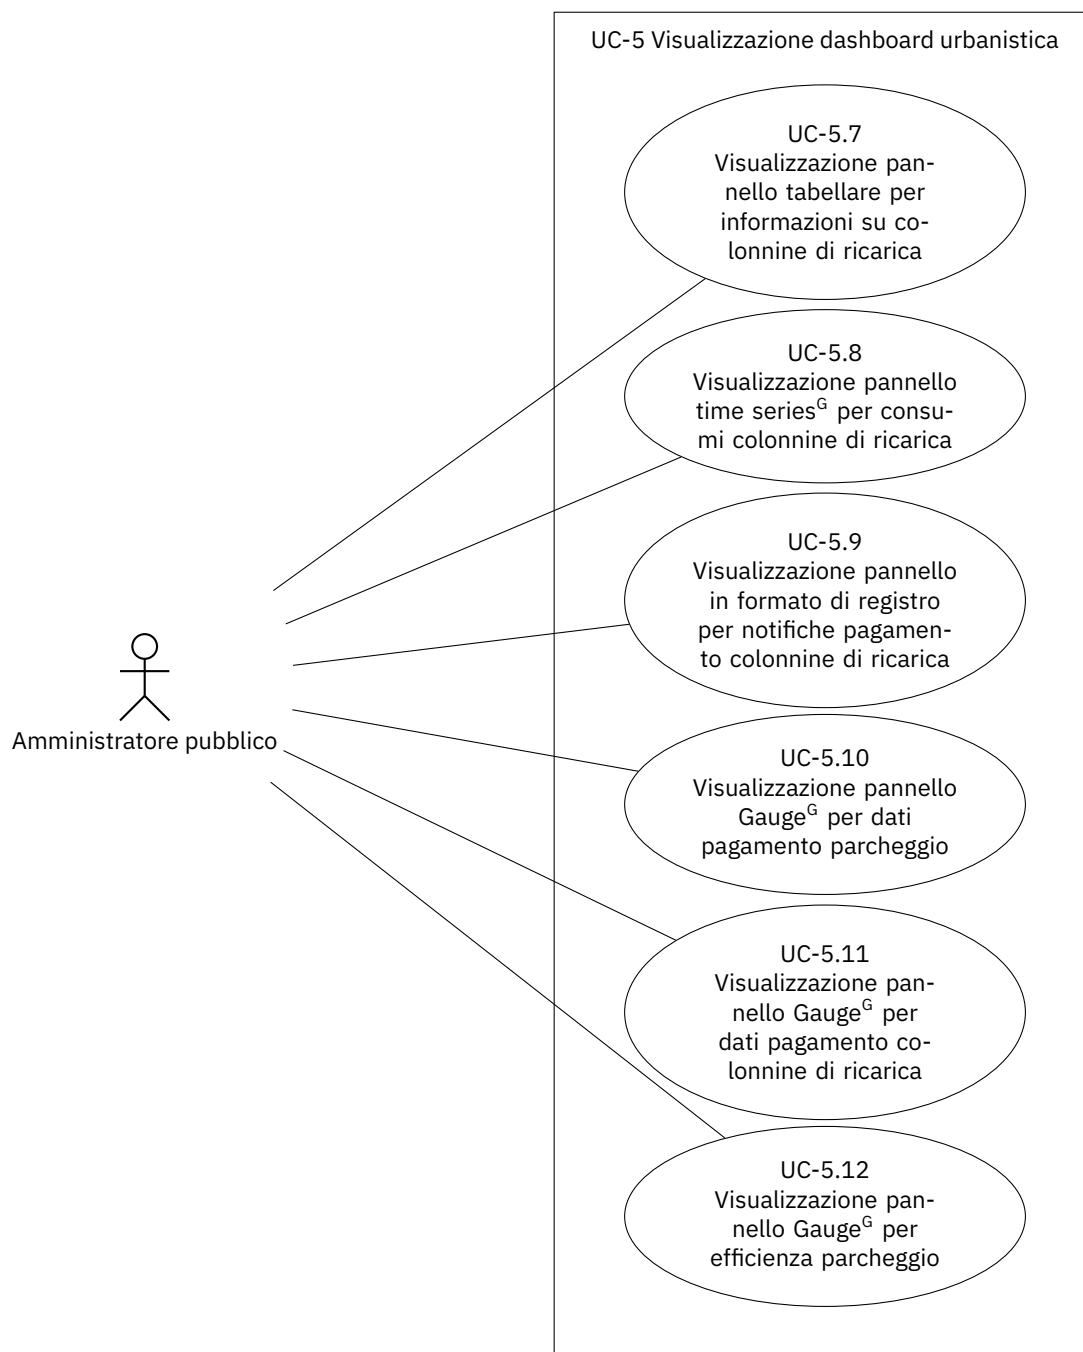 UC-5 Visualizzazione dashboard urbanistica
UC-5.7
Visualizzazione pan-
nello tabellare per
informazioni su co-
lonnine di ricarica
UC-5.8
Visualizzazione pannello
time series^G per consu-
mi colonnine di ricarica
UC-5.9
Visualizzazione pannello
in formato di registro
per notifiche pagamen-
to colonnine di ricarica
Amministratore pubblico
UC-5.10
Visualizzazione pannello
Gauge^G per dati
pagamento parcheggio
UC-5.11
Visualizzazione pan-
nello Gauge^G per
dati pagamento co-
lonnine di ricarica
UC-5.12
Visualizzazione pan-
nello Gauge^G per
efficienza parcheggio